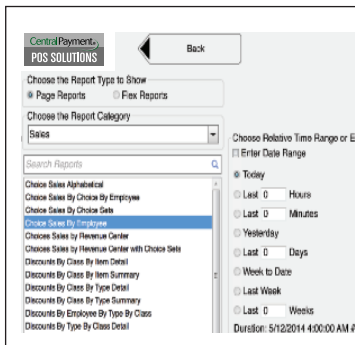 CentralPayment
POS SOLUTIONS
Back
Choose the Report Type to Show
Page Reports
Flex Reports
Choose the Report Category
Sales
Search Reports
Choice Sales Alphabetical
Choice Sales By Choice By Employee
Choice Sales By Choice Sets
Choice Sales By Employee
Choices Sales by Revenue Center
Choices Sales by Revenue Center with Choice Sets
Discounts By Class By Item Detail
Discounts By Class By Item Summary
Discounts By Class By Type Detail
Discounts By Class By Type Summary
Discounts By Employee By Type By Class
Discounts By Type By Class Detail
Choose Relative Time Range or E
Enter Date Range
Today
Last 0 Hours
Last 0 Minutes
Yesterday
Last 0 Days
Week to Date
Last Week
Last 0 Weeks
Duration: 5/12/2014 4:00:00 AM